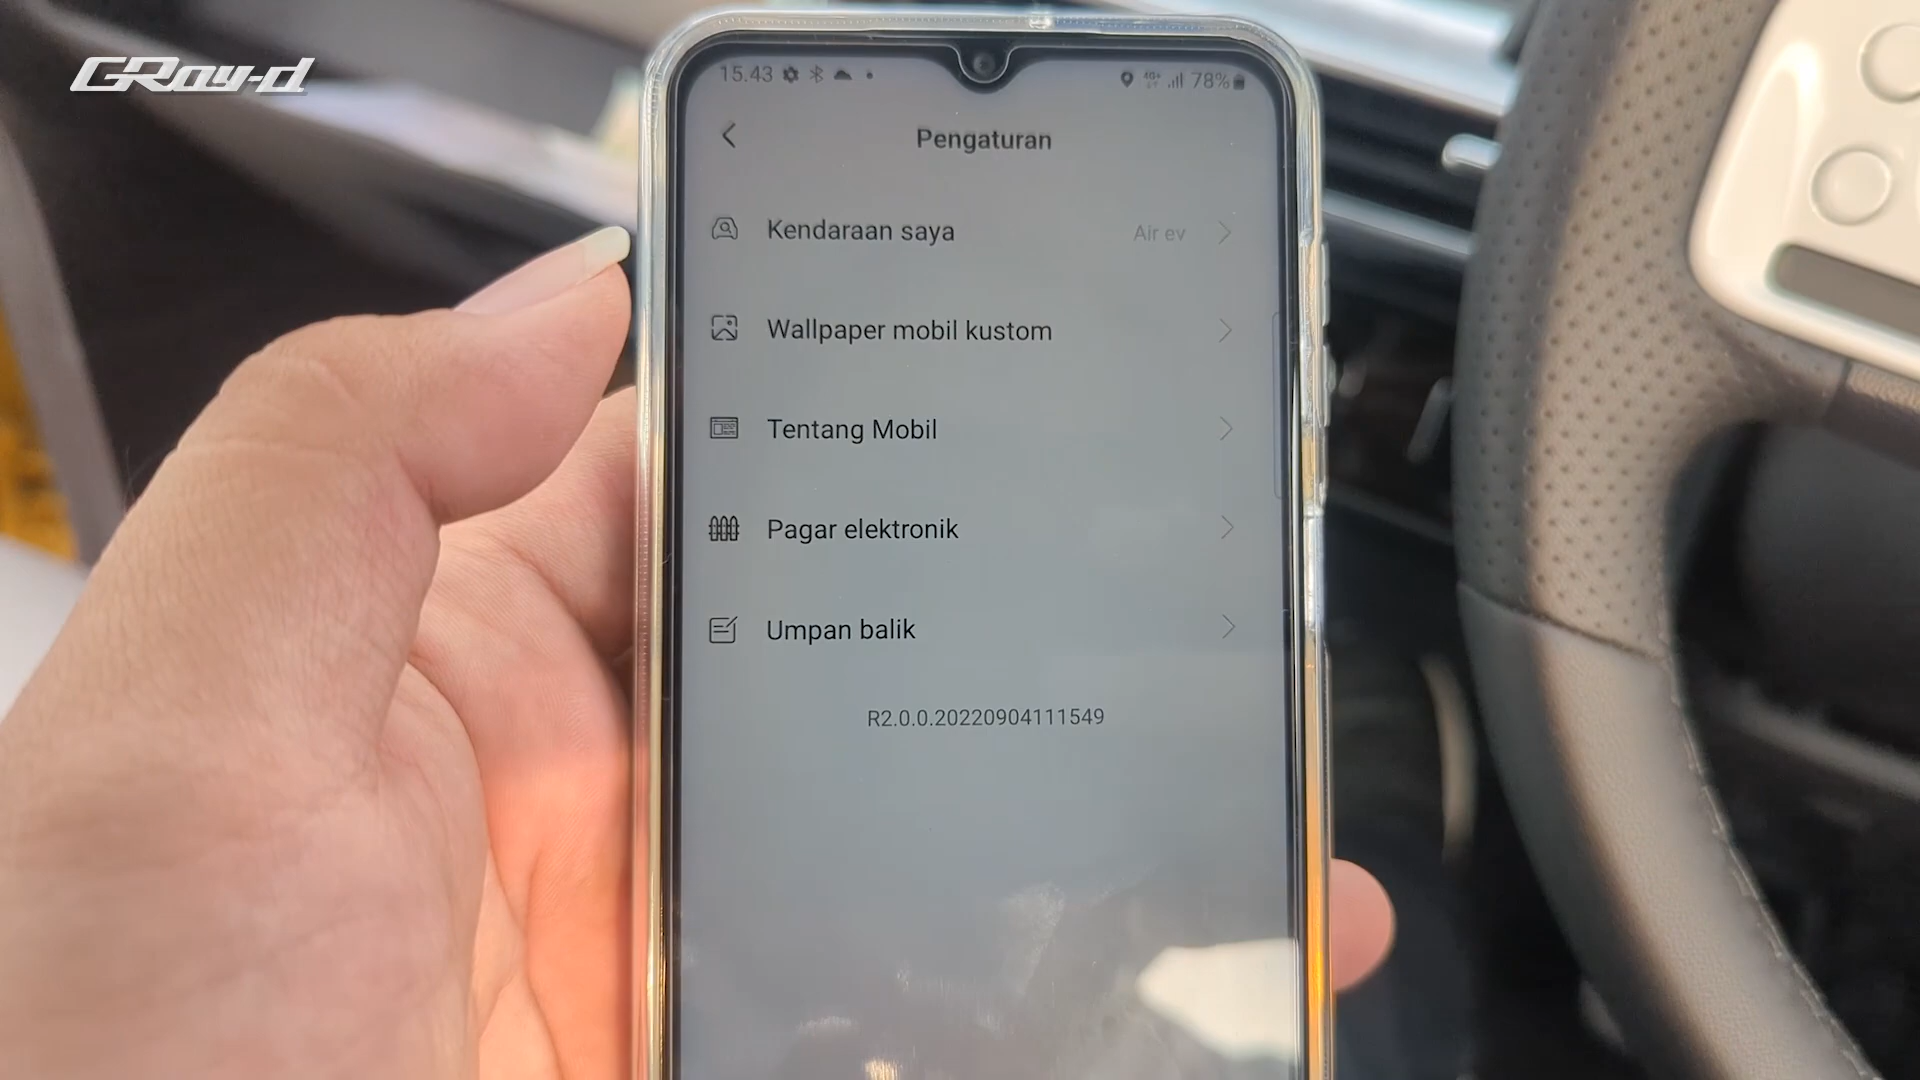 GRay-d
15.43
78%
Pengaturan
Kendaraan saya
Air ev
Wallpaper mobil kustom
Tentang Mobil
Pagar elektronik
Umpan balik
R2.0.0.20220904111549